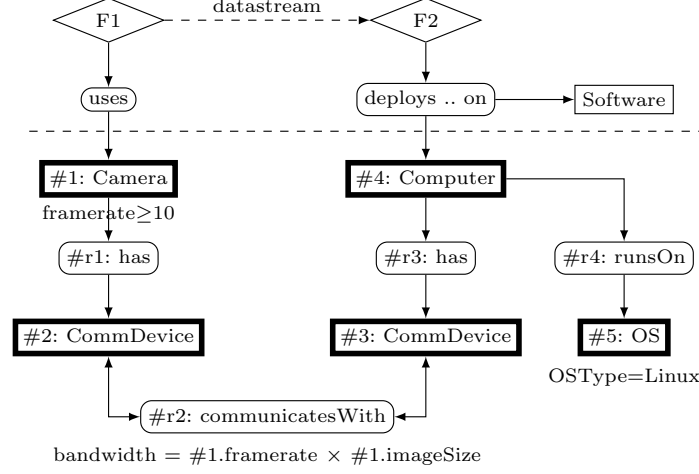 datastream
F1
F2
uses
deploys .. on
Software
#1: Camera
#4: Computer
framerate≥10
#r1: has
#r3: has
#r4: runsOn
#2: CommDevice
#3: CommDevice
#5: OS
OSType=Linux
#r2: communicatesWith
bandwidth = #1.framerate × #1.imageSize